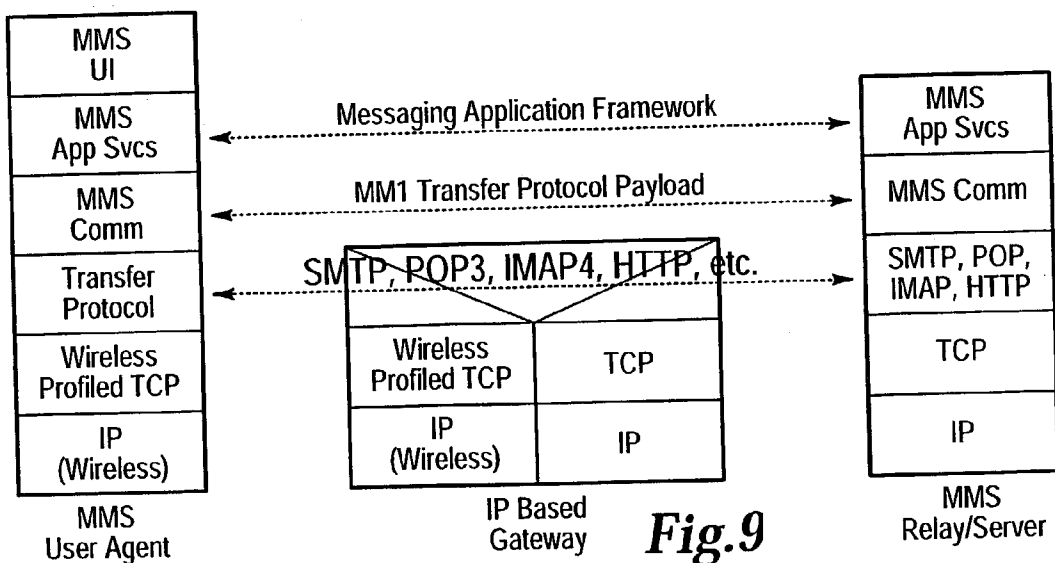 MMS
UI
MMS
App Svcs
MMS
Comm
Transfer
Protocol
Wireless
Profiled TCP
IP
(Wireless)
MMS
User Agent
Messaging Application Framework
MM1 Transfer Protocol Payload
SMTP, POP3, IMAP4, HTTP, etc.
Wireless
Profiled TCP
TCP
IP
(Wireless)
IP
IP Based
Gateway
Fig.9
MMS
App Svcs
MMS Comm
SMTP, POP,
IMAP, HTTP
TCP
IP
MMS
Relay/Server